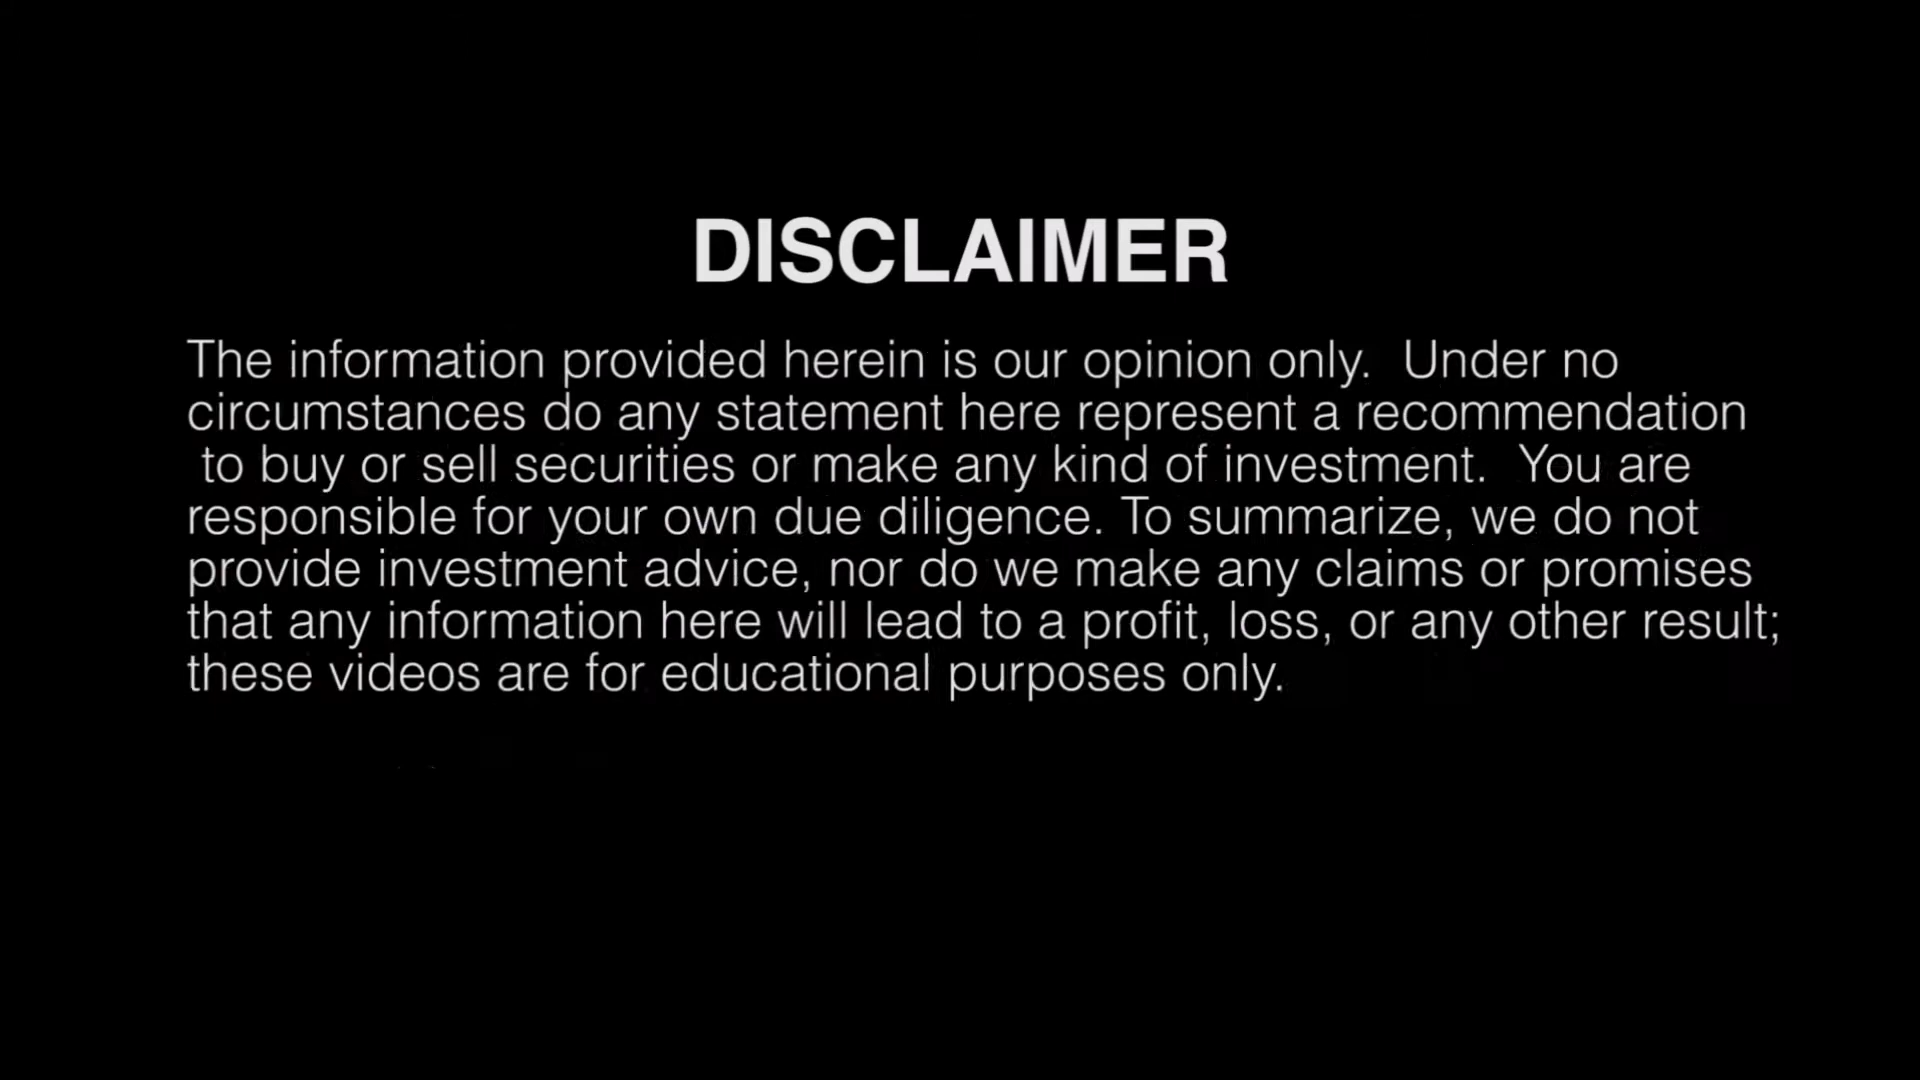 DISCLAIMER
The information provided herein is our opinion only.  Under no
circumstances do any statement here represent a recommendation
to buy or sell securities or make any kind of investment.  You are
responsible for your own due diligence. To summarize, we do not
provide investment advice, nor do we make any claims or promises
that any information here will lead to a profit, loss, or any other result;
these videos are for educational purposes only.